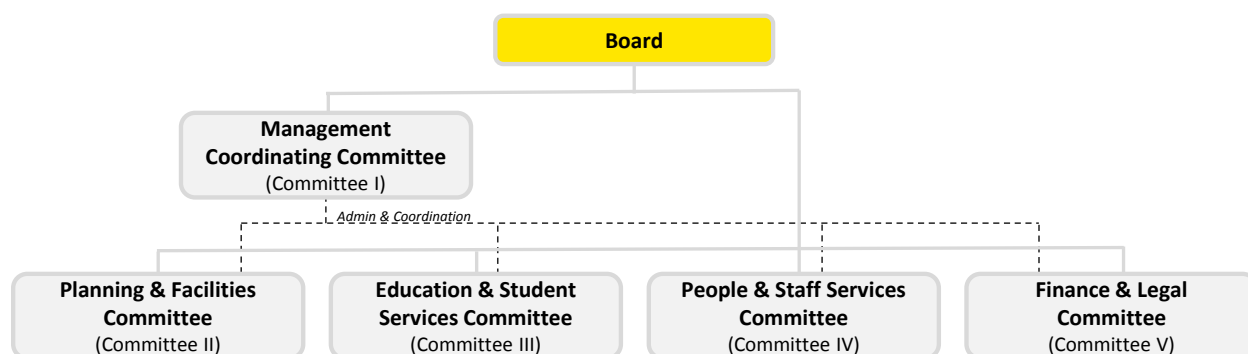 Board
Management
Coordinating Committee
(Committee I)
Admin & Coordination
Planning & Facilities
Committee
(Committee II)
Education & Student
Services Committee
(Committee III)
People & Staff Services
Committee
(Committee IV)
Finance & Legal
Committee
(Committee V)